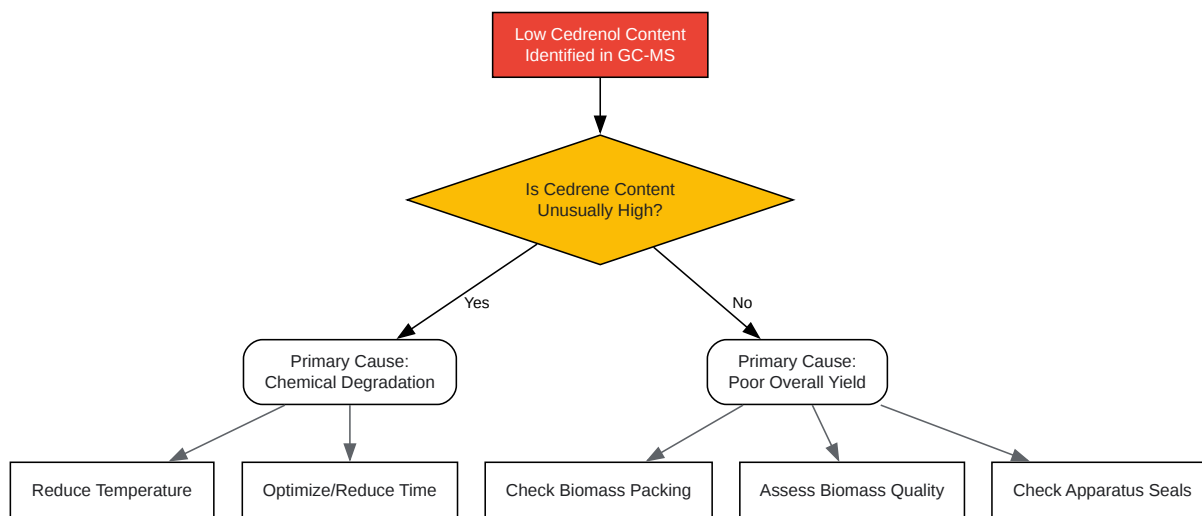 Low Cedrenol Content
Identified in GC-MS
Is Cedrene Content
Unusually High?
Yes
No
Primary Cause:
Chemical Degradation
Primary Cause:
Poor Overall Yield
Reduce Temperature
Optimize/Reduce Time
Check Biomass Packing
Assess Biomass Quality
Check Apparatus Seals